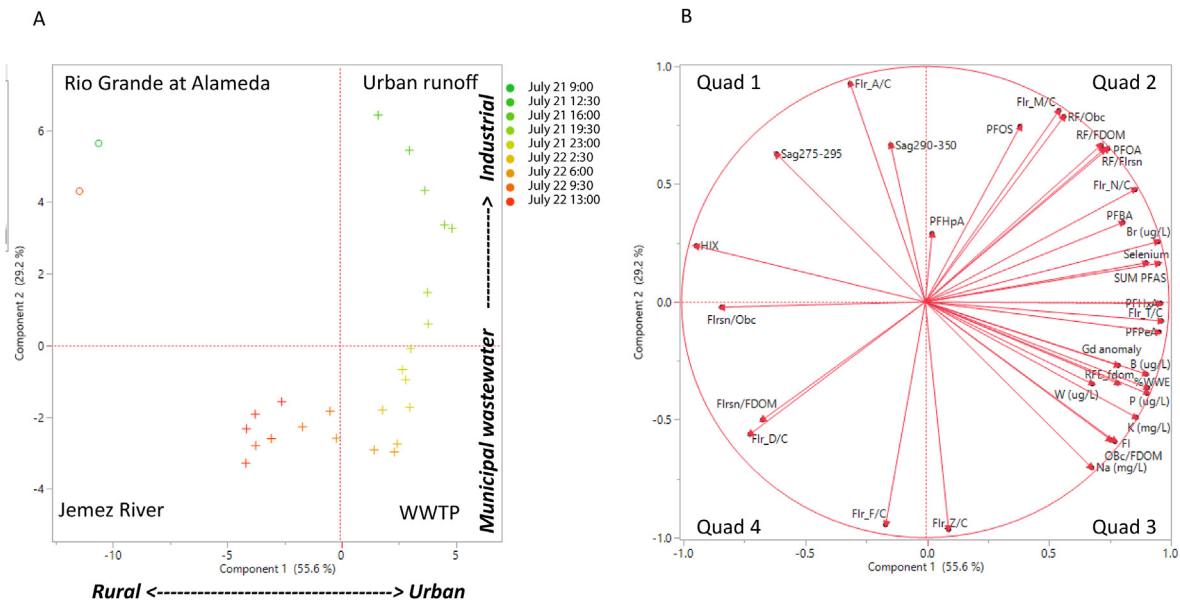 A
Rio Grande at Alameda
Urban runoff
Jemez River
WWTP
6
4
2
0
-2
-4
-10
-5
0
5
Component 2 (29.2 %)
Component 1 (55.6 %)
Rural <--------------------------------> Urban
Municipal wastewater -----------> Industrial
July 21 9:00
July 21 12:30
July 21 16:00
July 21 19:30
July 21 23:00
July 22 2:30
July 22 6:00
July 22 9:30
July 22 13:00
B
Quad 1
Quad 2
Quad 3
Quad 4
1.0
0.5
0.0
-0.5
-1.0
-1.0
-0.5
0.0
0.5
1.0
Component 2 (29.2 %)
Component 1 (55.6 %)
Flr_A/C
Flr_M/C
RF/Obc
PFOS
RF/FDOM
PFOA
RF/Flrsn
Sag290-350
Sag275-295
Flr_N/C
PFBA
PFHpA
Br (ug/L)
HIX
Selenium
SUM PFAS
PFHxA
Flr_T/C
PFPeA
Flrsn/Obc
Gd anomaly
B (ug/L)
RFE_fdom
%WWE
W (ug/L)
P (ug/L)
Flrsn/FDOM
K (mg/L)
Flr_D/C
FI
OBc/FDOM
Na (mg/L)
Flr_F/C
Flr_Z/C